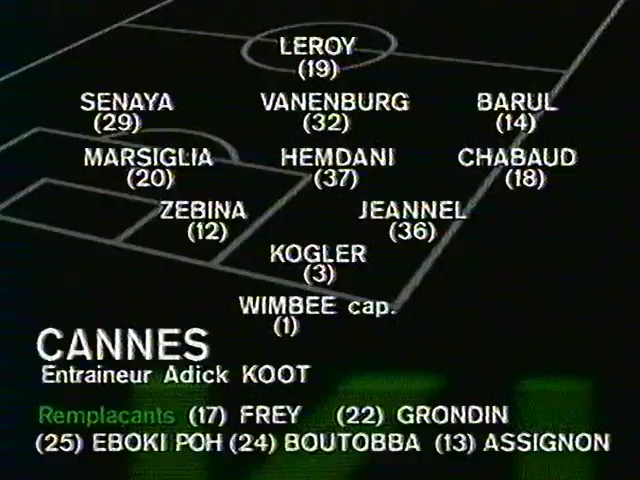 LEROY
(19)
SENAYA VANENBURG BARUL
(29) (32) (14)
MARSIGLIA HEMDANI CHABAUD
(20) (37) (18)
ZEBINA JEANNEL
(12) (36)
KOGLER
(3)
WIMBEE cap.
(1)
CANNES
Entraineur Adick KOOT
Remplaçants (17) FREY (22) GRONDIN
(25) EBOKI POH (24) BOUTOBBA (13) ASSIGNON